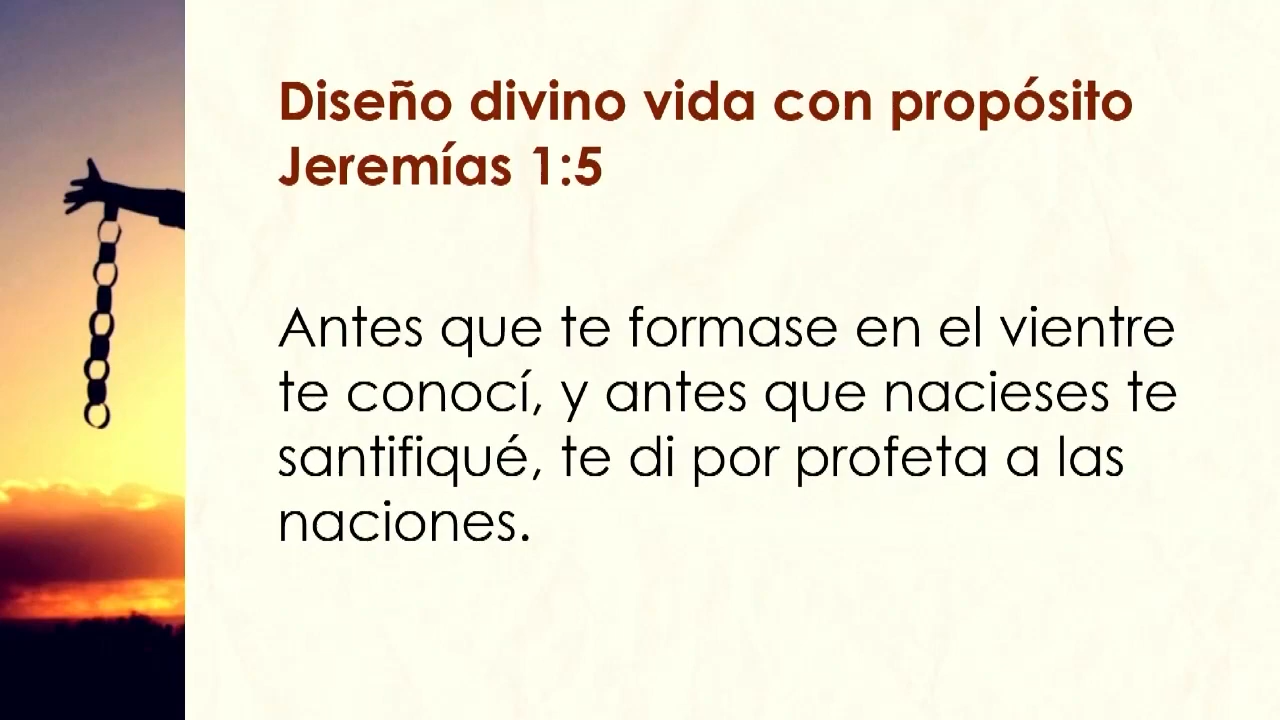 Diseño divino vida con propósito
Jeremías 1:5
Antes que te formase en el vientre
te conocí, y antes que nacieses te
santifiqué, te di por profeta a las
naciones.